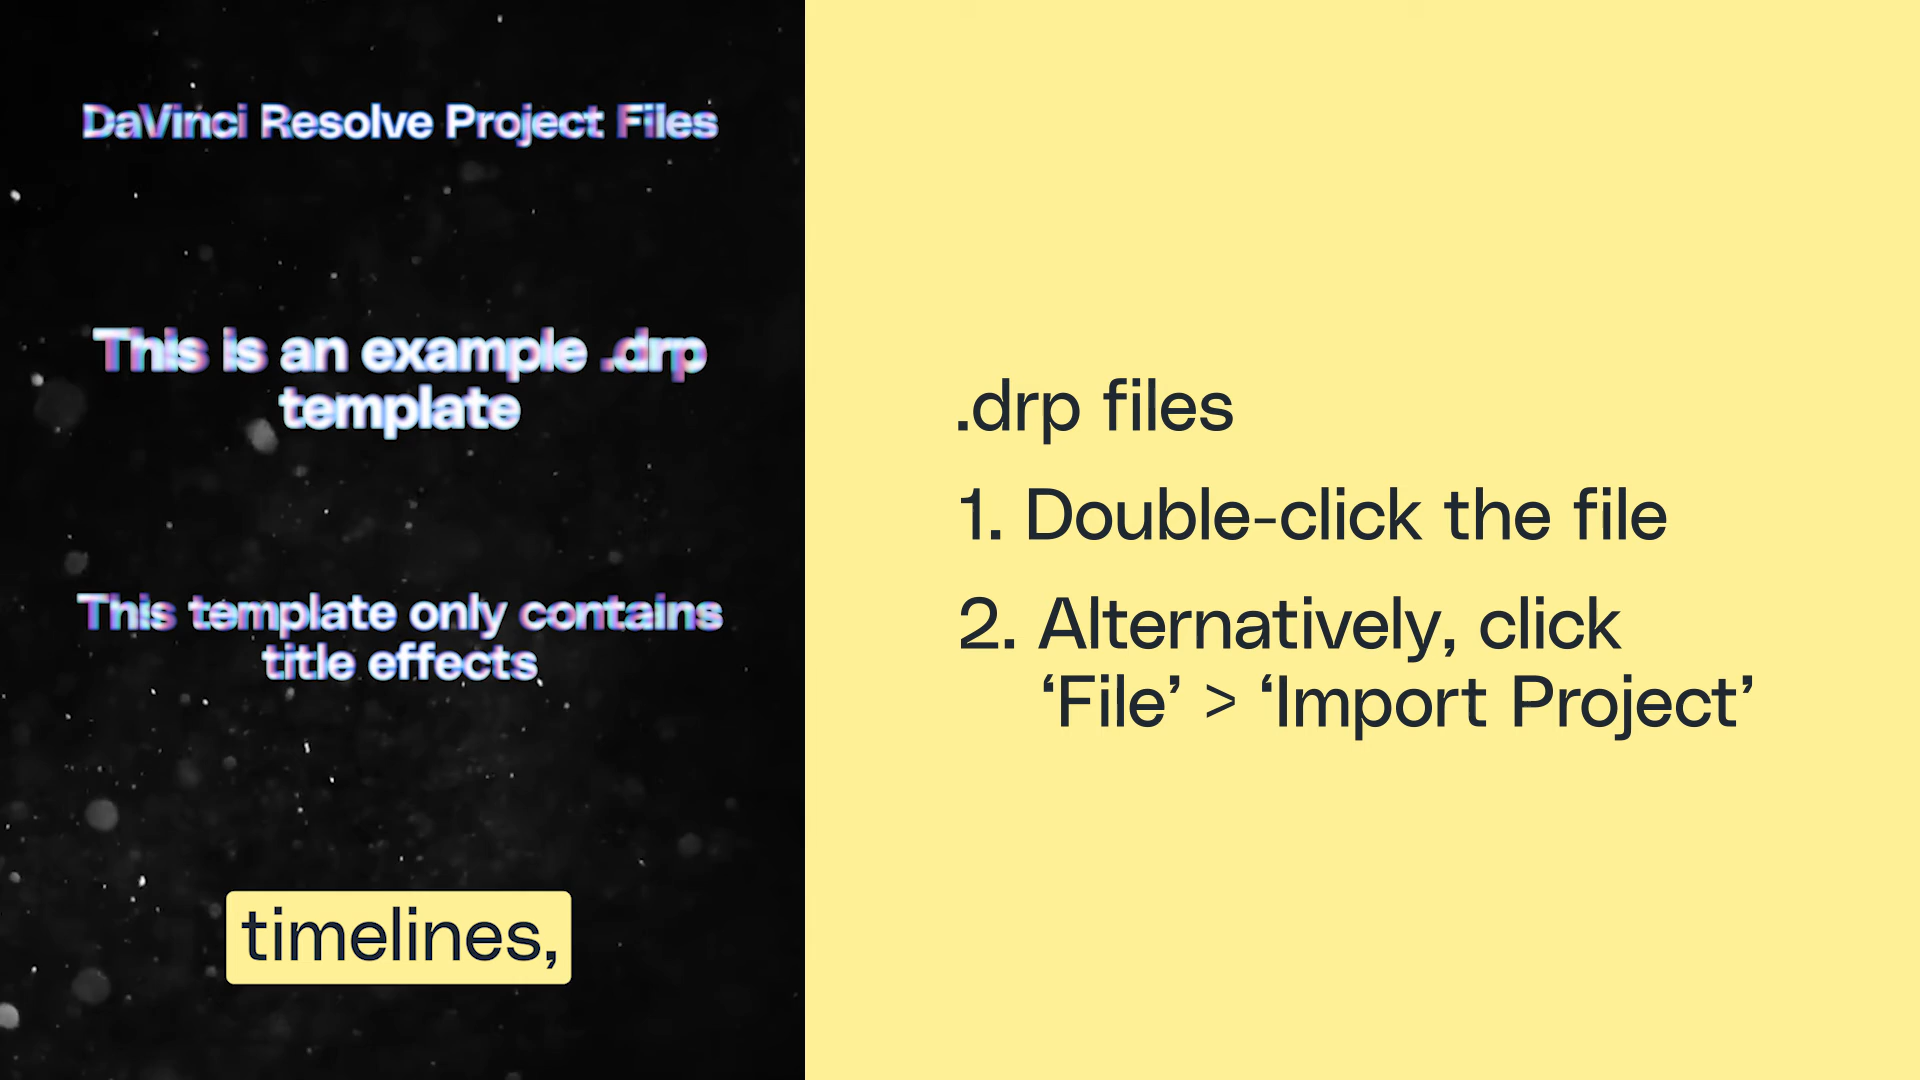 DaVinci Resolve Project Files
This is an example .drp
template
This template only contains
title effects
timelines,
.drp files
1. Double-click the file
2. Alternatively, click
‘File’ > ‘Import Project’